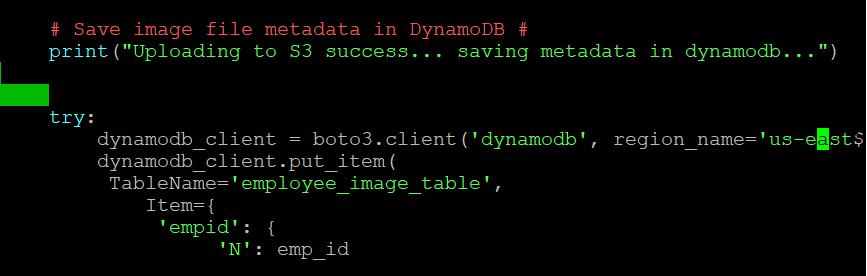 # Save image file metadata in DynamoDB #
print("Uploading to S3 success... saving metadata in dynamodb...")
try:
dynamodb_client = boto3.client('dynamodb', region_name='us-east$
dynamodb_client.put_item(
TableName='employee_image_table',
Item={
'empid': {
'N': emp_id